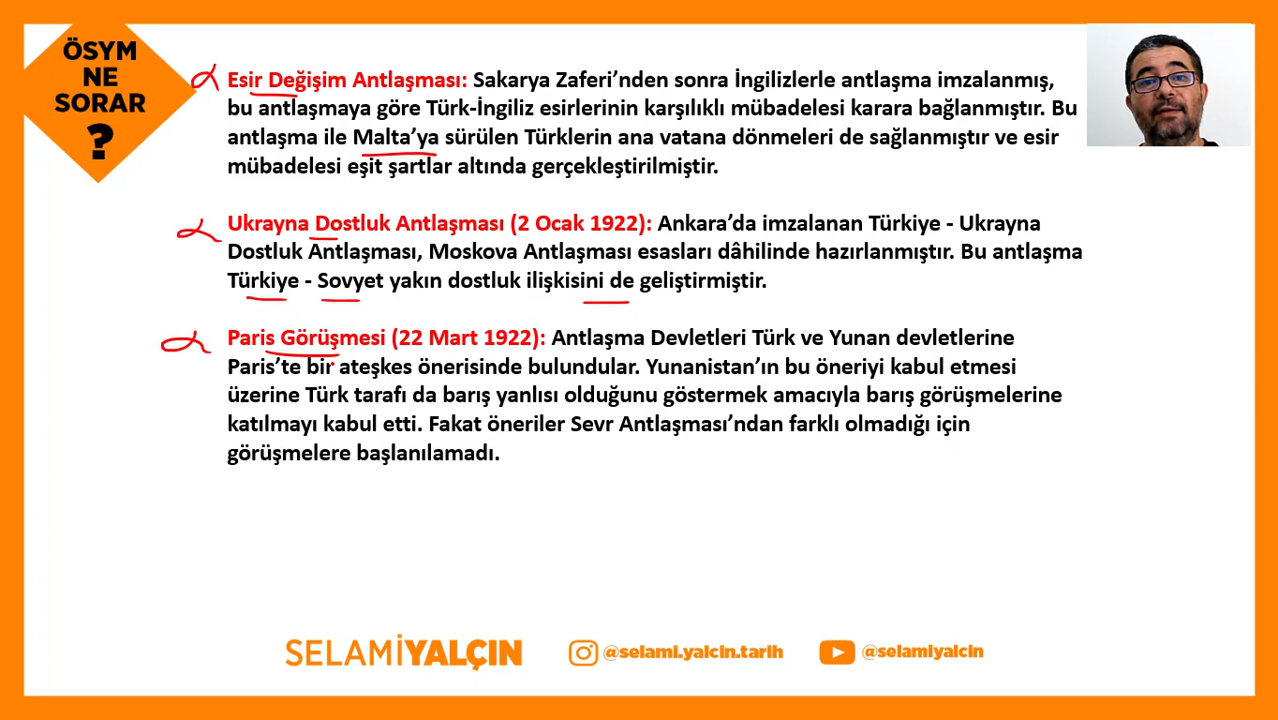 ÖSYM
NE
SORAR
?
Esir Değişim Antlaşması: Sakarya Zaferi’nden sonra İngilizlerle antlaşma imzalanmış,
bu antlaşmaya göre Türk-İngiliz esirlerinin karşılıklı mübadelesi karara bağlanmıştır. Bu
antlaşma ile Malta’ya sürülen Türklerin ana vatana dönmeleri de sağlanmıştır ve esir
mübadelesi eşit şartlar altında gerçekleştirilmiştir.
Ukrayna Dostluk Antlaşması (2 Ocak 1922): Ankara’da imzalanan Türkiye - Ukrayna
Dostluk Antlaşması, Moskova Antlaşması esasları dâhilinde hazırlanmıştır. Bu antlaşma
Türkiye - Sovyet yakın dostluk ilişkisini de geliştirmiştir.
Paris Görüşmesi (22 Mart 1922): Antlaşma Devletleri Türk ve Yunan devletlerine
Paris’te bir ateşkes önerisinde bulundular. Yunanistan’ın bu öneriyi kabul etmesi
üzerine Türk tarafı da barış yanlısı olduğunu göstermek amacıyla barış görüşmelerine
katılmayı kabul etti. Fakat öneriler Sevr Antlaşması’ndan farklı olmadığı için
görüşmelere başlanılamadı.
SELAMİYALÇIN @selami.yalcin.tarih @selamiyalcin